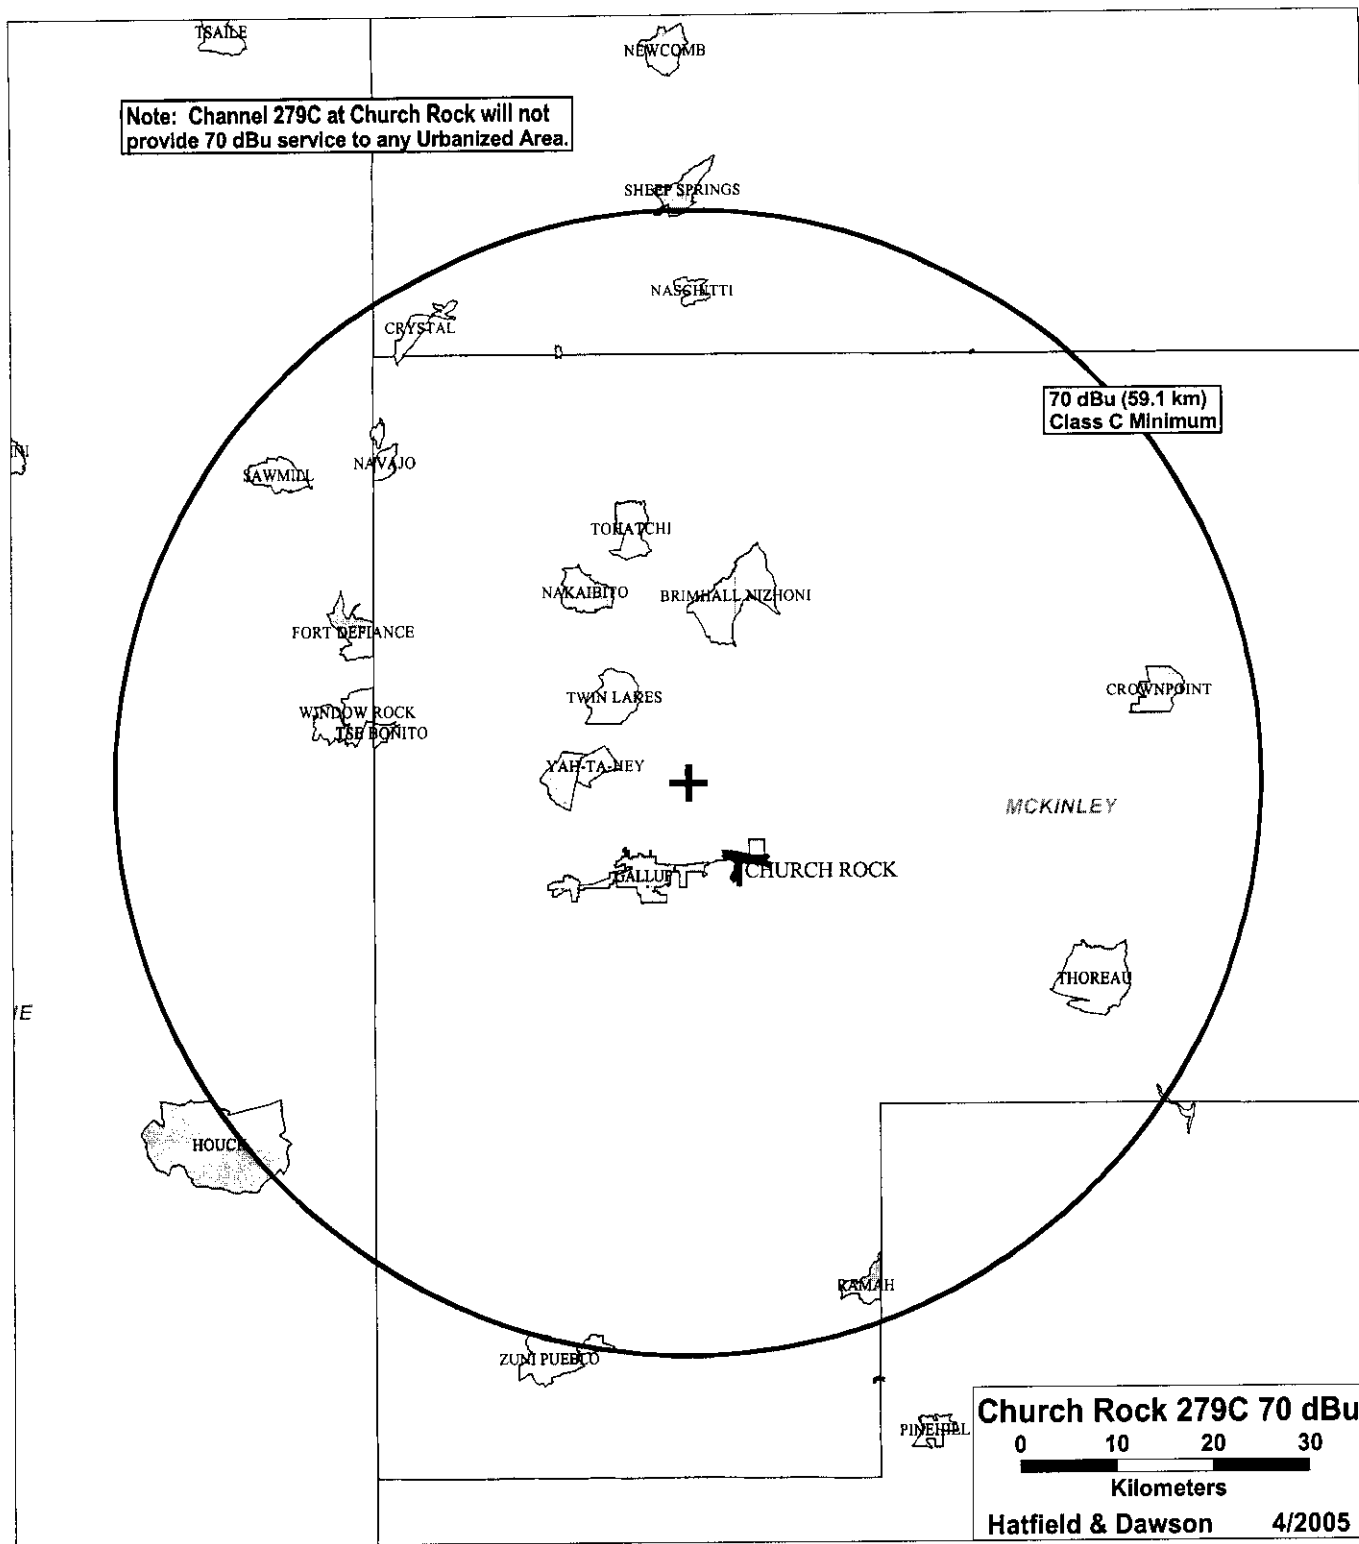 TSAILE
NEWCOMB
Note: Channel 279C at Church Rock will not
provide 70 dBu service to any Urbanized Area.
SHEEP SPRINGS
NASCHITTI
CRYSTAL
70 dBu (59.1 km)
Class C Minimum
NAVAJO
SAWMILL
TOHATCHI
NAKAIBITO
BRIMHALL NIZHONI
FORT DEFIANCE
CROWNPOINT
TWIN LAKES
WINDOW ROCK
TSE BONITO
YAH-TA-HEY
MCKINLEY
GALLUP
CHURCH ROCK
THOREAU
HOUCK
RAMAH
ZUNI PUEBLO
PINEHILL
Church Rock 279C 70 dBu
0 10 20 30
Kilometers
Hatfield & Dawson 4/2005